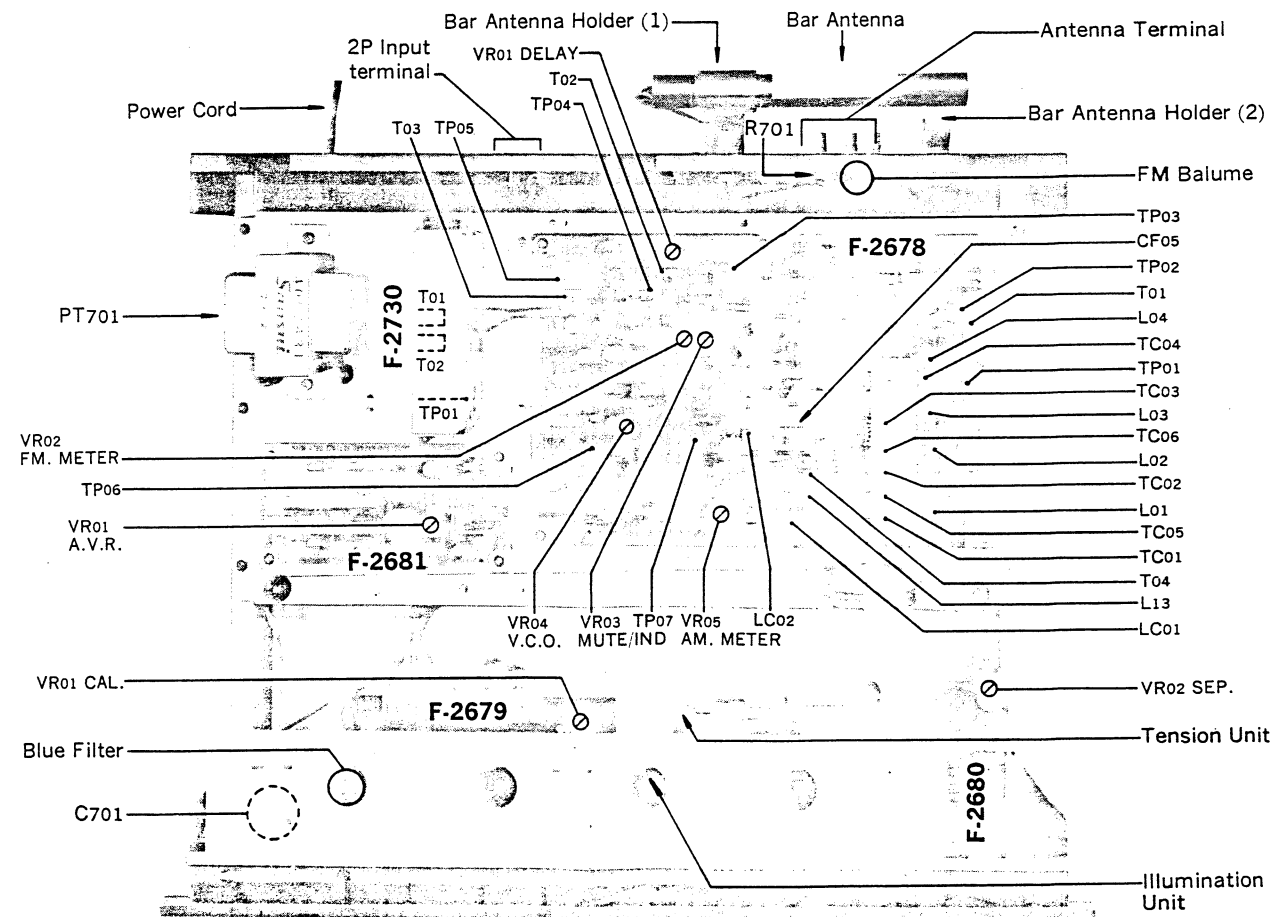 Bar Antenna Holder (1)
Bar Antenna
Antenna Terminal
2P Input
terminal
VR01 DELAY
T02
TP04
Power Cord
T03
TP05
R701
Bar Antenna Holder (2)
FM Balume
TP03
F-2678
CF05
TP02
T01
L04
TC04
TP01
TC03
L03
TC06
L02
TC02
L01
TC05
TC01
T04
L13
LC01
PT701
Sansui
F-2730
T01
T02
TP01
VR02
FM. METER
TP06
VR01
A.V.R.
F-2681
VR04
V.C.O.
VR03
MUTE/IND
TP07
VR05
AM. METER
LC02
VR01 CAL.
F-2679
VR02 SEP.
Tension Unit
Blue Filter
C701
F-2680
Illumination
Unit